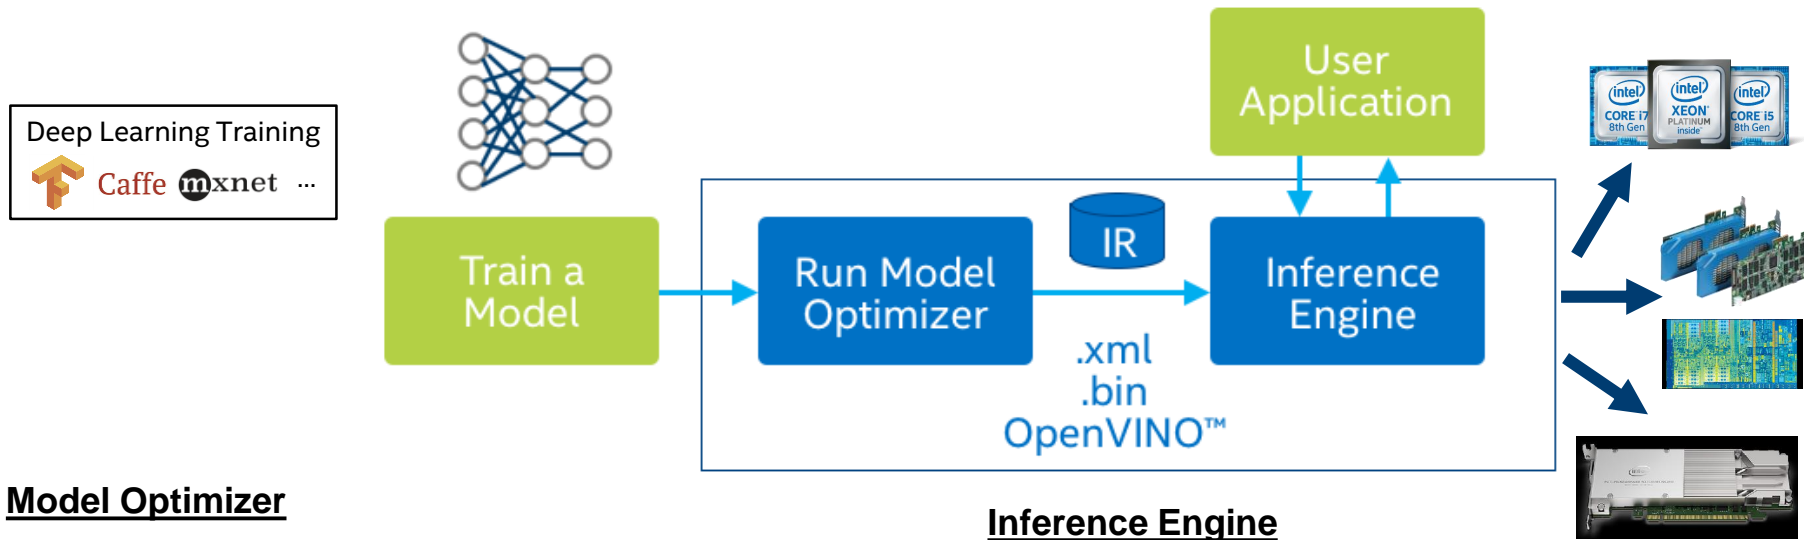 Deep Learning Training
Caffe mxnet ...
Train a
Model
Run Model
Optimizer
IR
.xml
.bin
OpenVINO™
User
Application
Inference
Engine
intel
CORE i7
8th Gen
intel
XEON®
PLATINUM
inside™
intel
CORE i5
8th Gen
Model Optimizer
Inference Engine